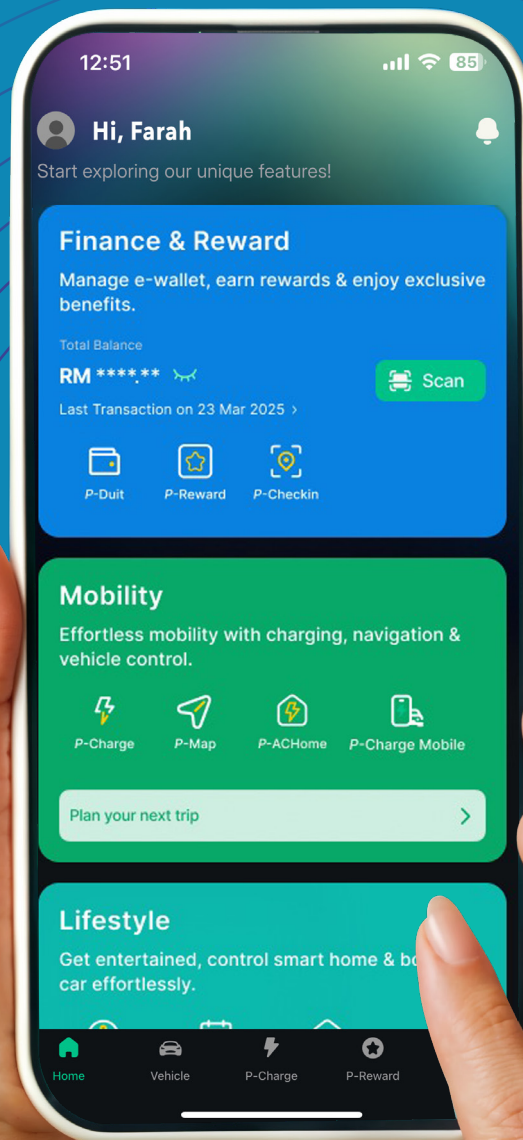 12:51
85
Hi, Farah
Start exploring our unique features!
Finance & Reward
Manage e-wallet, earn rewards & enjoy exclusive
benefits.
Total Balance
RM ****.**
Scan
Last Transaction on 23 Mar 2025 >
P-Duit
P-Reward
P-Checkin
Mobility
Effortless mobility with charging, navigation &
vehicle control.
P-Charge
P-Map
P-ACHome
P-Charge Mobile
Plan your next trip
Lifestyle
Get entertained, control smart home &
car effortlessly.
Home
Vehicle
P-Charge
P-Reward